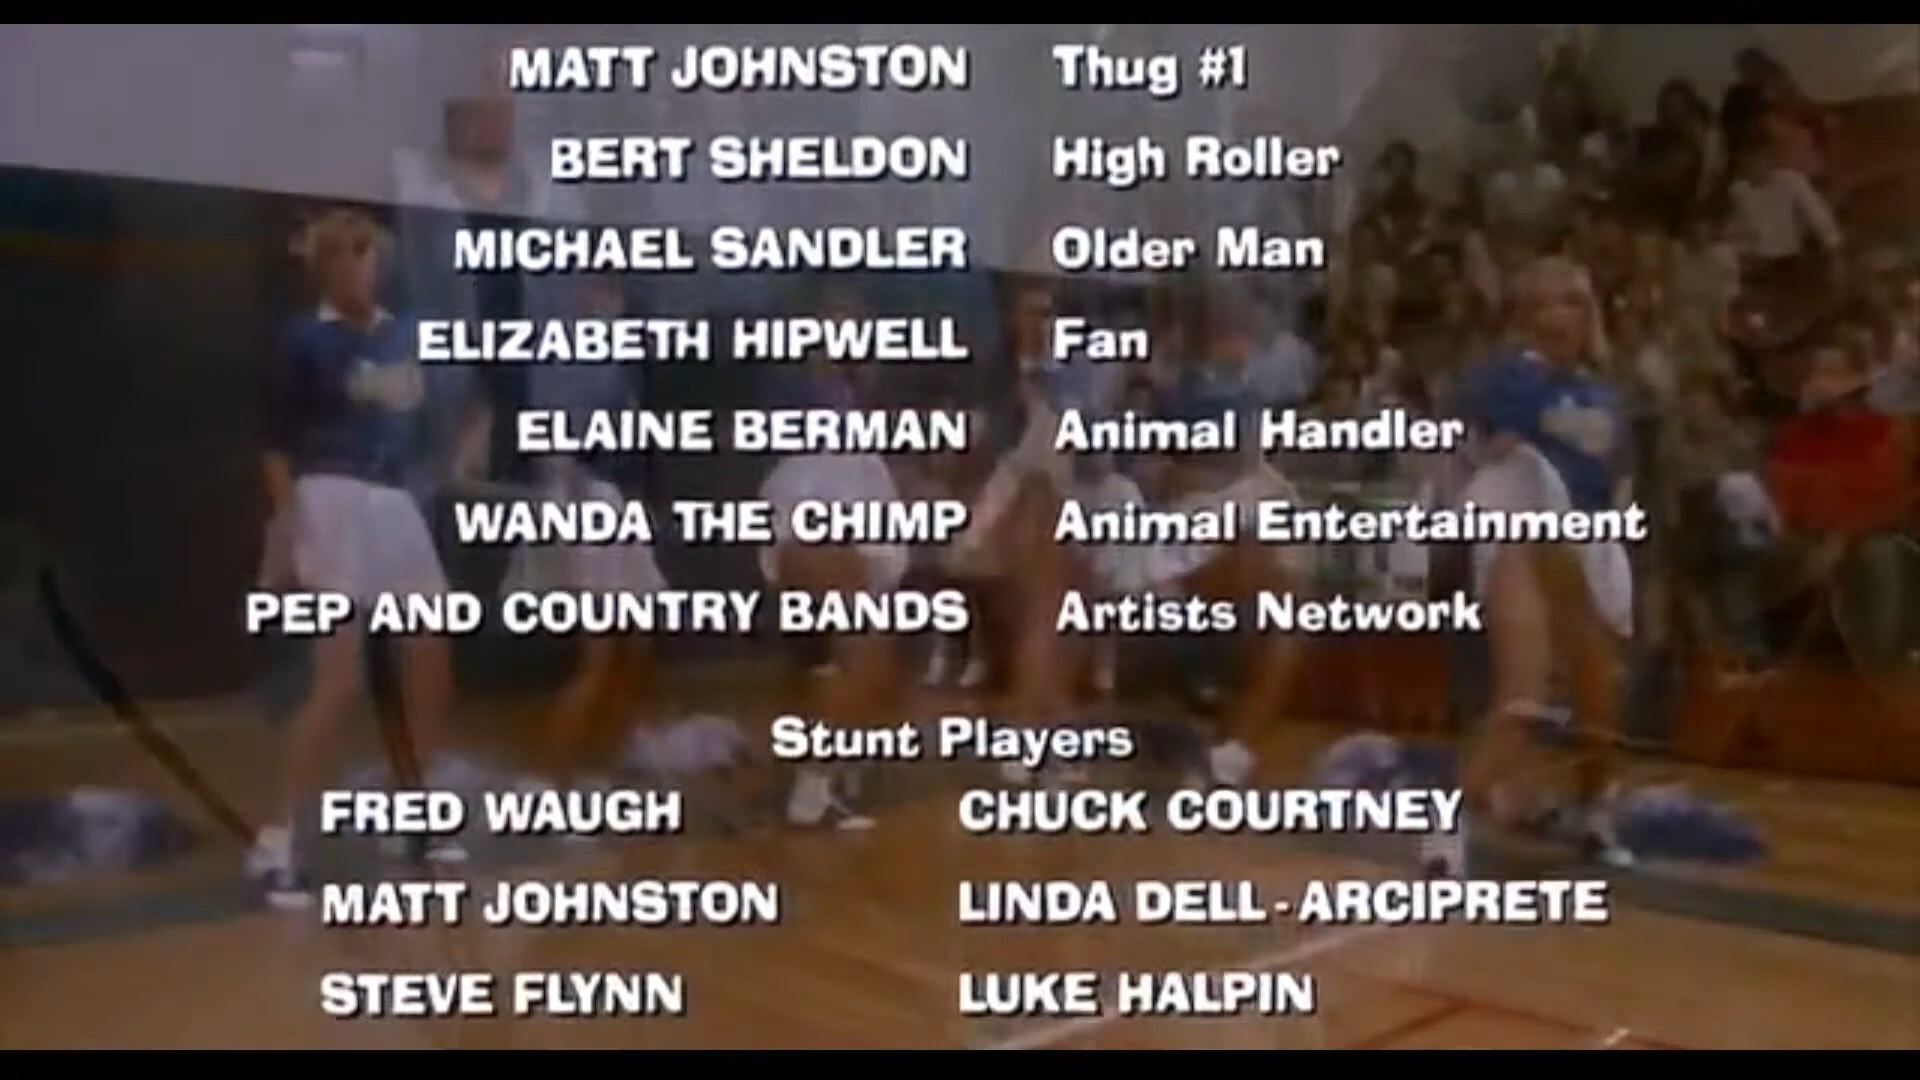 MATT JOHNSTON Thug #1
BERT SHELDON High Roller
MICHAEL SANDLER Older Man
ELIZABETH HIPWELL Fan
ELAINE BERMAN Animal Handler
WANDA THE CHIMP Animal Entertainment
PEP AND COUNTRY BANDS Artists Network
Stunt Players
FRED WAUGH CHUCK COURTNEY
MATT JOHNSTON LINDA DELL-ARCIPRETE
STEVE FLYNN LUKE HALPIN